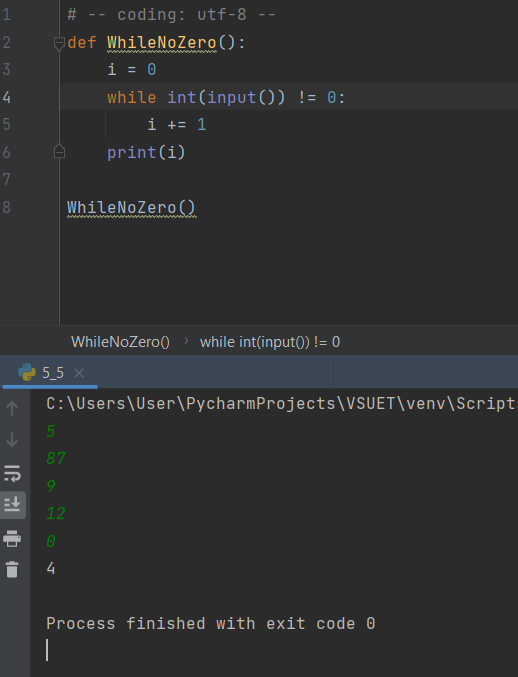 1 # -- coding: utf-8 --
2 def WhileNoZero():
3 i = 0
4 while int(input()) != 0:
5 i += 1
6 print(i)
7
8 WhileNoZero()
WhileNoZero() › while int(input()) != 0
5_5 ×
C:\Users\User\PycharmProjects\VSUET\venv\Scripts
5
87
9
12
0
4
Process finished with exit code 0